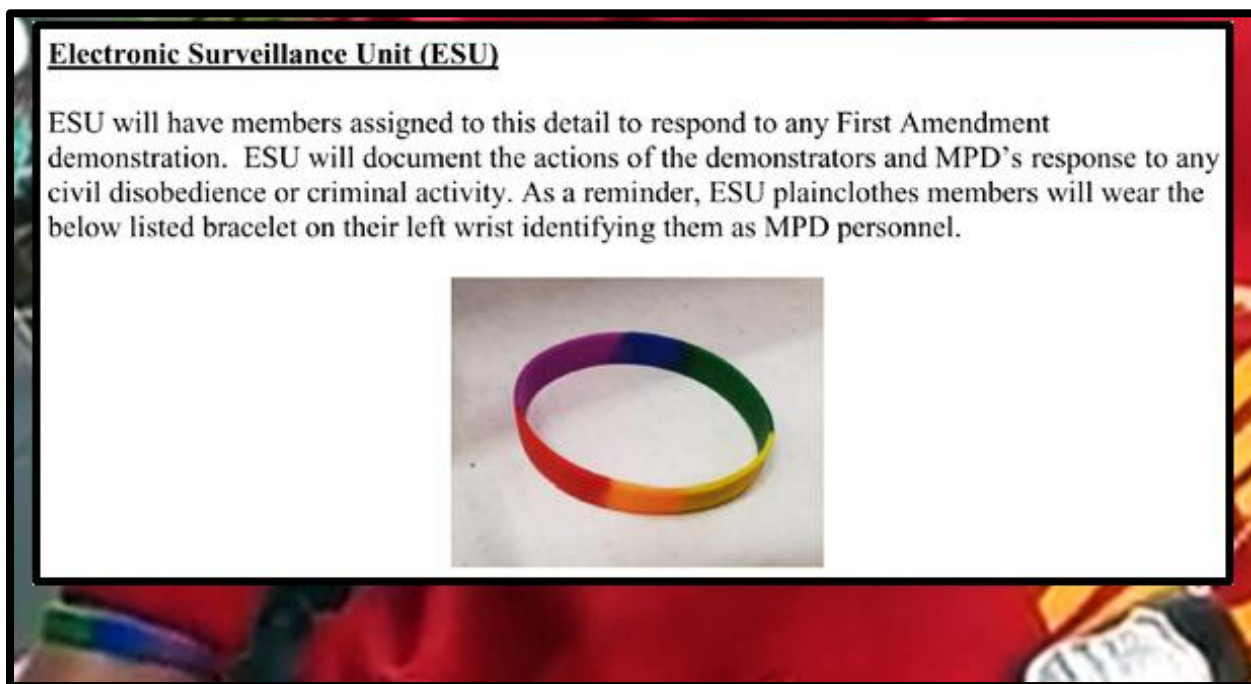 Electronic Surveillance Unit (ESU)
ESU will have members assigned to this detail to respond to any First Amendment
demonstration.  ESU will document the actions of the demonstrators and MPD’s response to any
civil disobedience or criminal activity. As a reminder, ESU plainclothes members will wear the
below listed bracelet on their left wrist identifying them as MPD personnel.